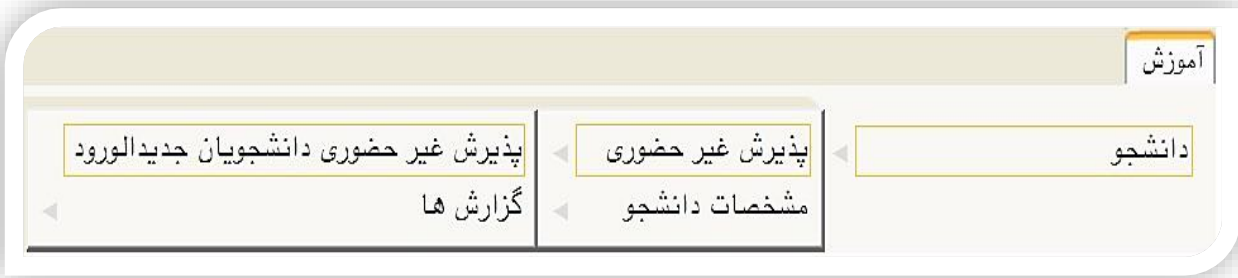 آموزش
دانشجو
پذیرش غیر حضوری
مشخصات دانشجو
پذیرش غیر حضوری دانشجویان جدیدالورود
گزارش ها